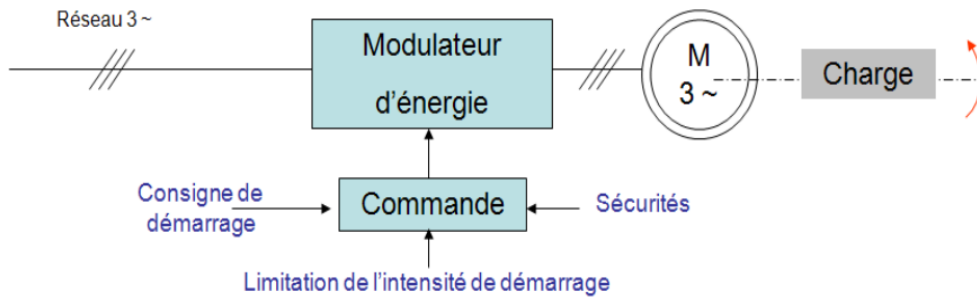 Réseau 3 ~
Modulateur
d'énergie
M
3 ~
Charge
Consigne de
démarrage
Commande
Sécurités
Limitation de l'intensité de démarrage